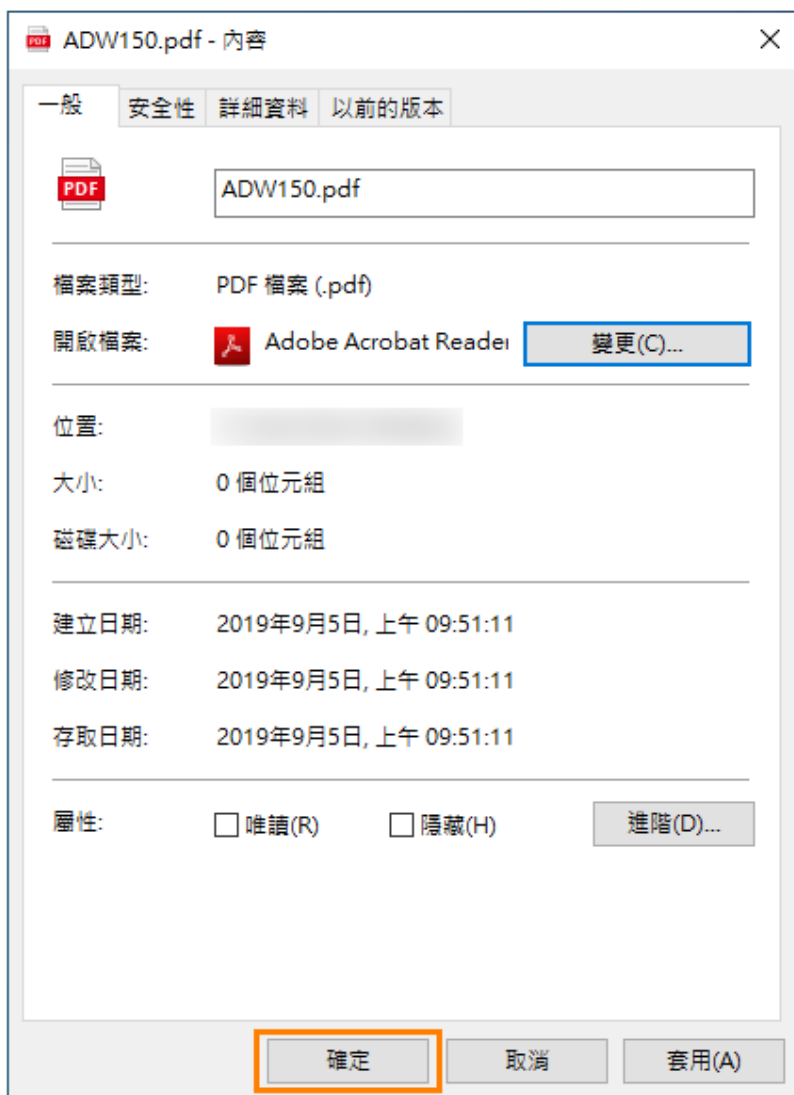 ADW150.pdf - 內容
一般 安全性 詳細資料 以前的版本
PDF ADW150.pdf
檔案類型: PDF 檔案 (.pdf)
開啟檔案: Adobe Acrobat Reader 變更(C)...
位置:
大小: 0 個位元組
磁碟大小: 0 個位元組
建立日期: 2019年9月5日, 上午 09:51:11
修改日期: 2019年9月5日, 上午 09:51:11
存取日期: 2019年9月5日, 上午 09:51:11
屬性: 唯讀(R) 隱藏(H) 進階(D)...
確定 取消 套用(A)